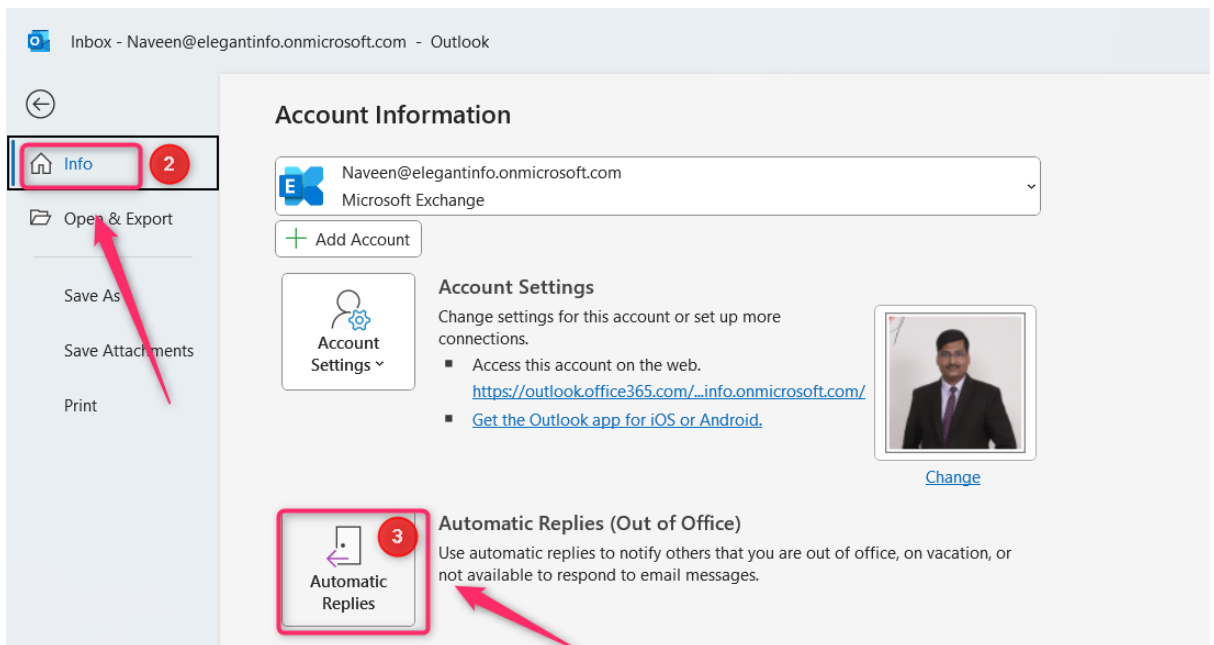 Inbox - Naveen@elegantinfo.onmicrosoft.com - Outlook
Account Information
Info
2
Naveen@elegantinfo.onmicrosoft.com
Microsoft Exchange
Open & Export
Add Account
Save As
Save Attachments
Print
Account
Settings
Account Settings
Change settings for this account or set up more
connections.
Access this account on the web.
https://outlook.office365.com/...info.onmicrosoft.com/
Get the Outlook app for iOS or Android.
Change
3
Automatic
Replies
Automatic Replies (Out of Office)
Use automatic replies to notify others that you are out of office, on vacation, or
not available to respond to email messages.